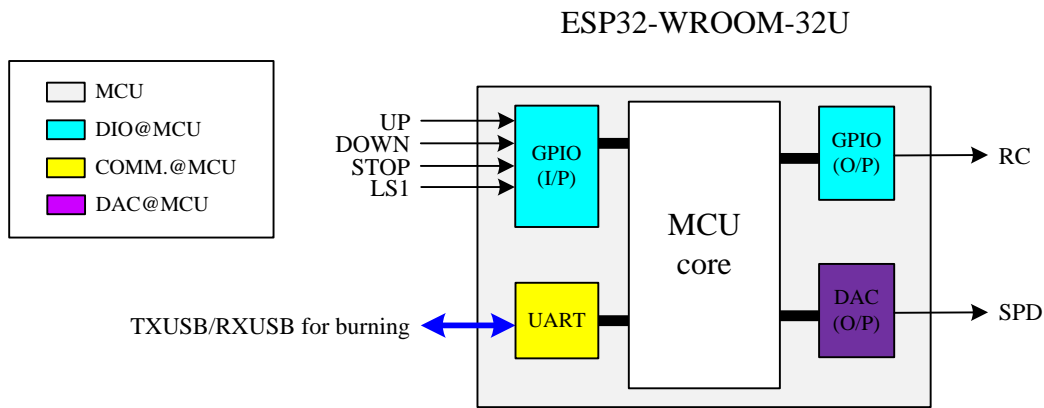 ESP32-WROOM-32U
MCU
DIO@MCU
COMM.@MCU
DAC@MCU
UP
DOWN
STOP
LS1
GPIO
(I/P)
MCU
core
GPIO
(O/P)
RC
TXUSB/RXUSB for burning
UART
DAC
(O/P)
SPD